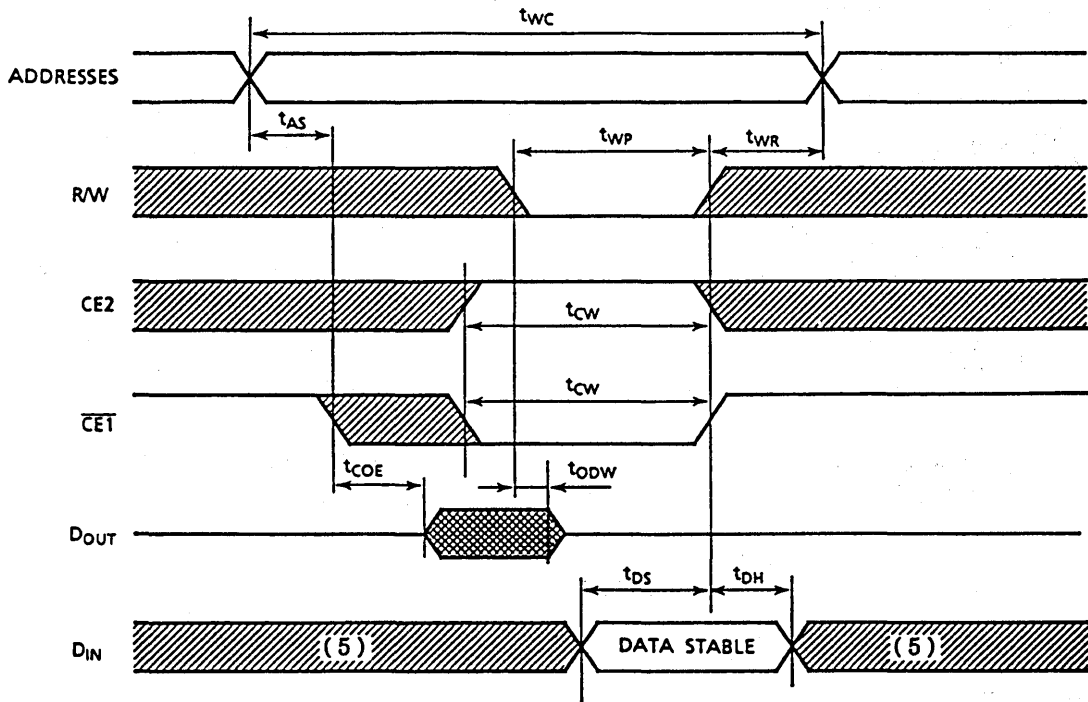 tWC
ADDRESSES
tAS
tWP
tWR
R/W
CE2
tCW
CE1
tCW
tCOE
tODW
DOUT
tDS
tDH
DIN
(5)
DATA STABLE
(5)